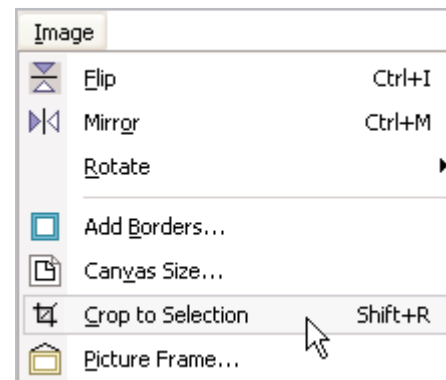 Image
Flip Ctrl+I
Mirror Ctrl+M
Rotate
Add Borders...
Canvas Size...
Crop to Selection Shift+R
Picture Frame...